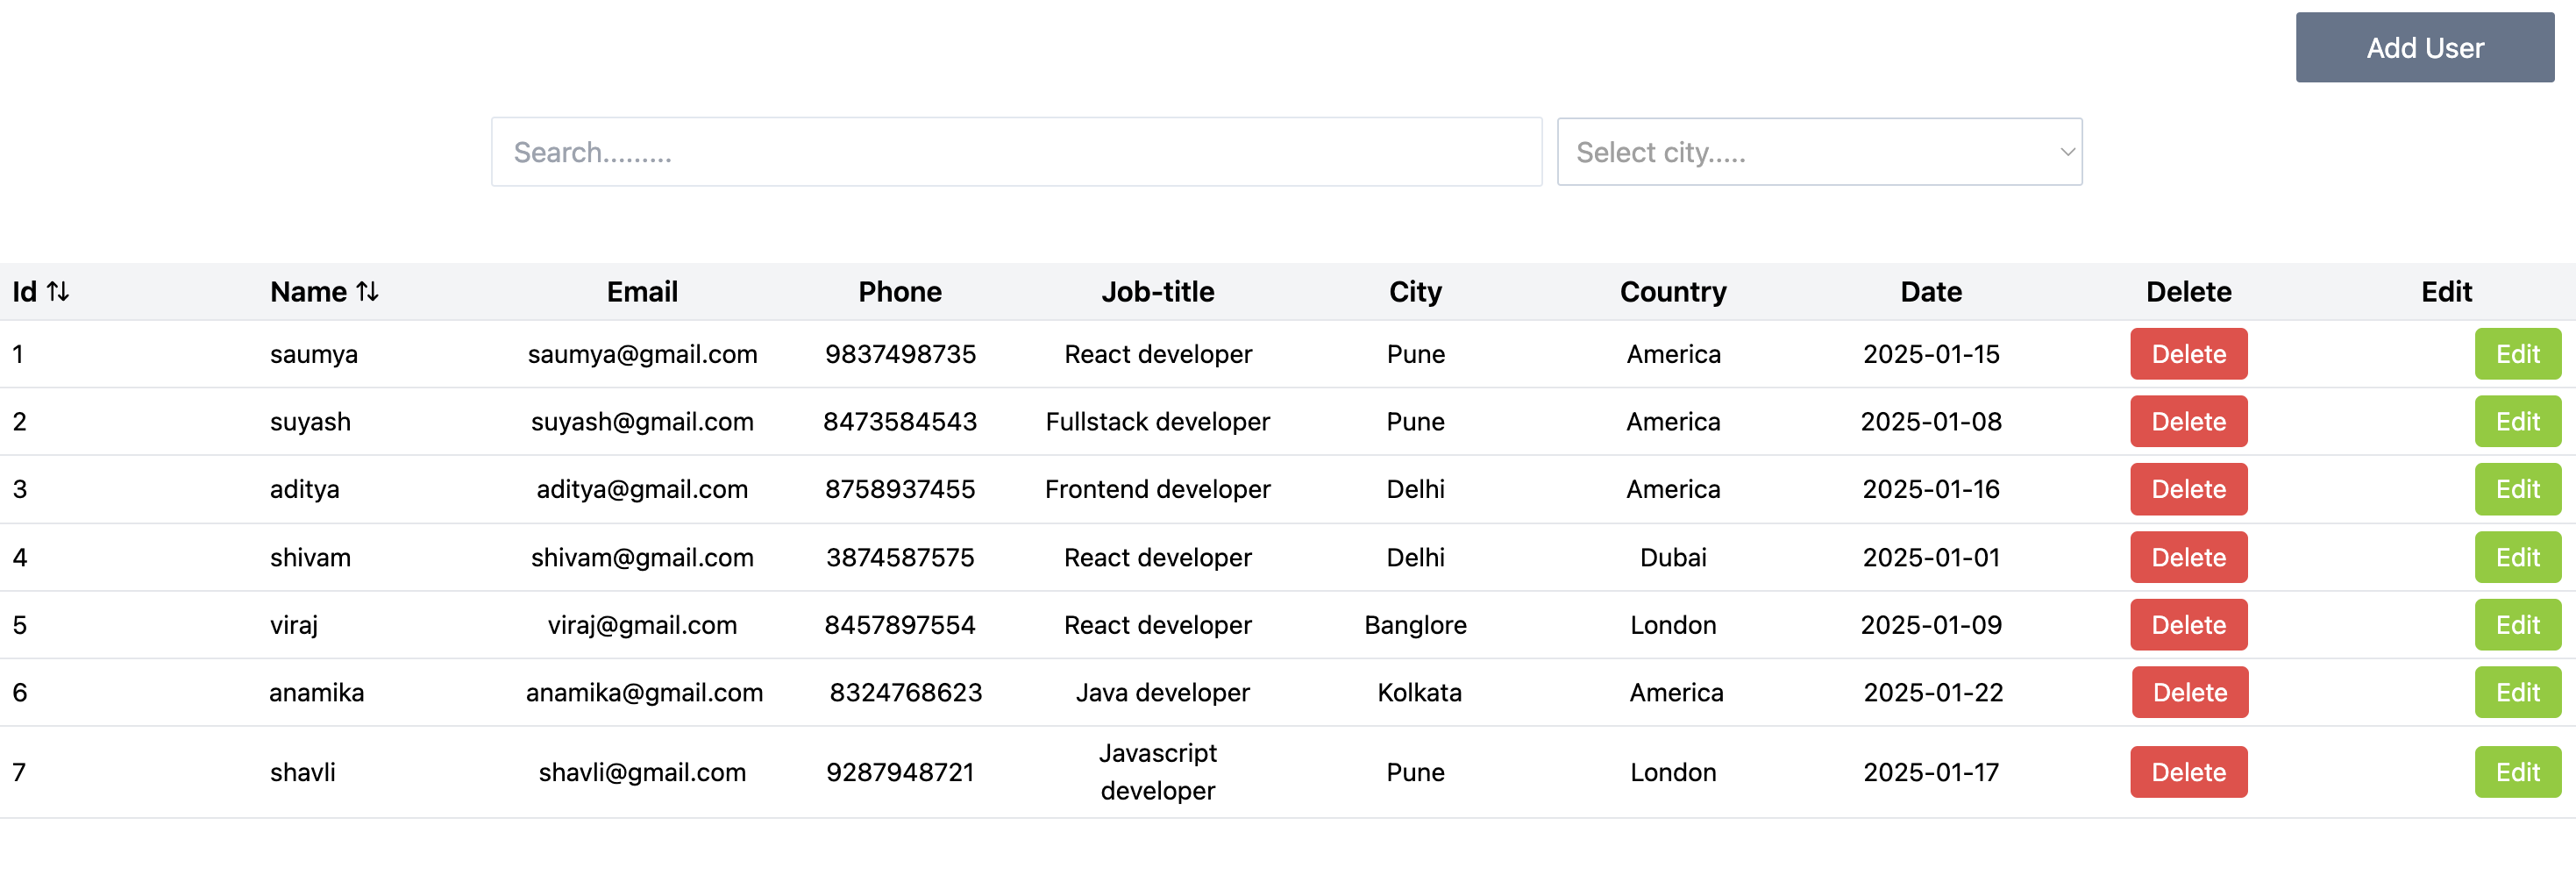 Add User
Search......... Select city.....
Id Name Email Phone Job-title City Country Date Delete Edit
1 saumya saumya@gmail.com 9837498735 React developer Pune America 2025-01-15 Delete Edit
2 suyash suyash@gmail.com 8473584543 Fullstack developer Pune America 2025-01-08 Delete Edit
3 aditya aditya@gmail.com 8758937455 Frontend developer Delhi America 2025-01-16 Delete Edit
4 shivam shivam@gmail.com 3874587575 React developer Delhi Dubai 2025-01-01 Delete Edit
5 viraj viraj@gmail.com 8457897554 React developer Banglore London 2025-01-09 Delete Edit
6 anamika anamika@gmail.com 8324768623 Java developer Kolkata America 2025-01-22 Delete Edit
7 shavli shavli@gmail.com 9287948721 Javascript developer Pune London 2025-01-17 Delete Edit